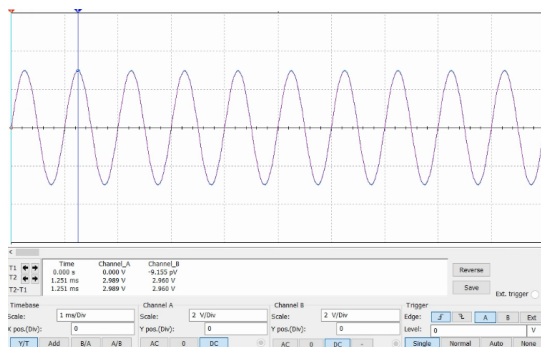 Time Channel_A Channel_B
T1 0.000 s 0.000 V -9.155 pV
T2 1.251 ms 2.989 V 2.960 V
T2-T1 1.251 ms 2.989 V 2.960 V
Reverse
Save
Ext. trigger
Timebase
Scale: 1 ms/Div
X pos.(Div): 0
Y/T Add B/A A/B
Channel A
Scale: 2 V/Div
Y pos.(Div): 0
AC 0 DC
Channel B
Scale: 2 V/Div
Y pos.(Div): 0
AC 0 DC -
Trigger
Edge: A B Ext
Level: 0 V
Single Normal Auto None